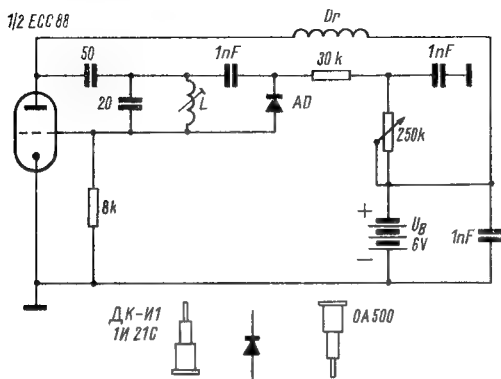 1/2 ECC 88
Dr
50
1nF
30 k
1nF
20
L
AD
250k
8k
+
U_B
6V
−
1nF
ДК-И1
1И 21С
OA 500